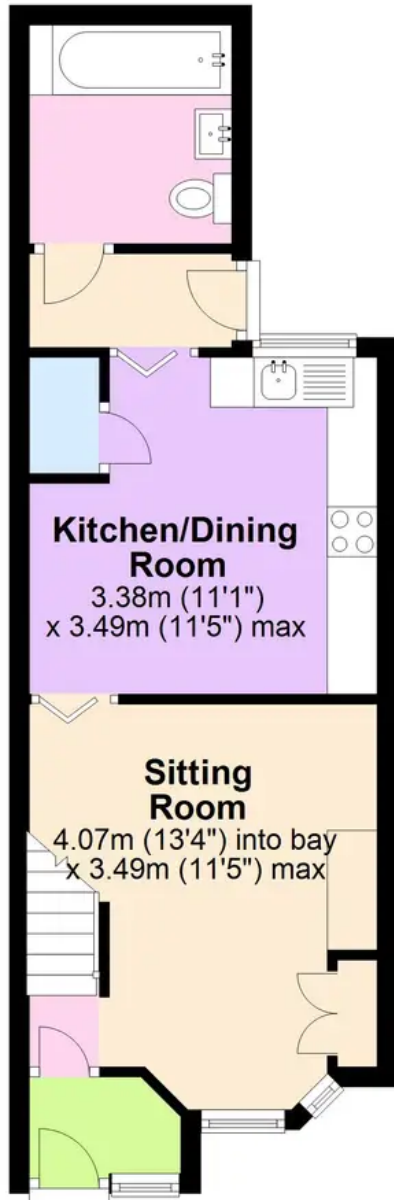 Kitchen/Dining
Room
3.38m (11'1")
x 3.49m (11'5") max
Sitting
Room
4.07m (13'4") into bay
x 3.49m (11'5") max